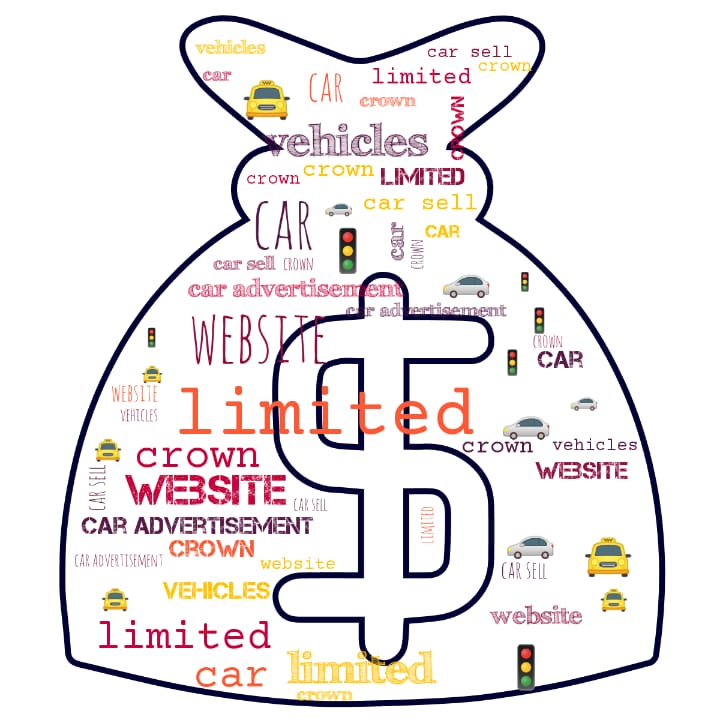 vehicles
car sell
crown
car
CAR
limited
crown
CROWN
vehicles
crown
crown
LIMITED
car sell
CAR
car
CAR
CROWN
car sell
CROWN
car advertisement
car advertisement
WEBSITE
CROWN
CAR
WEBSITE
VEHICLES
limited
crown
crown
vehicles
WEBSITE
CAR SELL
WEBSITE
CAR SELL
LIMITED
CAR ADVERTISEMENT
CROWN
CAR ADVERTISEMENT
website
CAR SELL
VEHICLES
website
limited
car
limited
crown
$